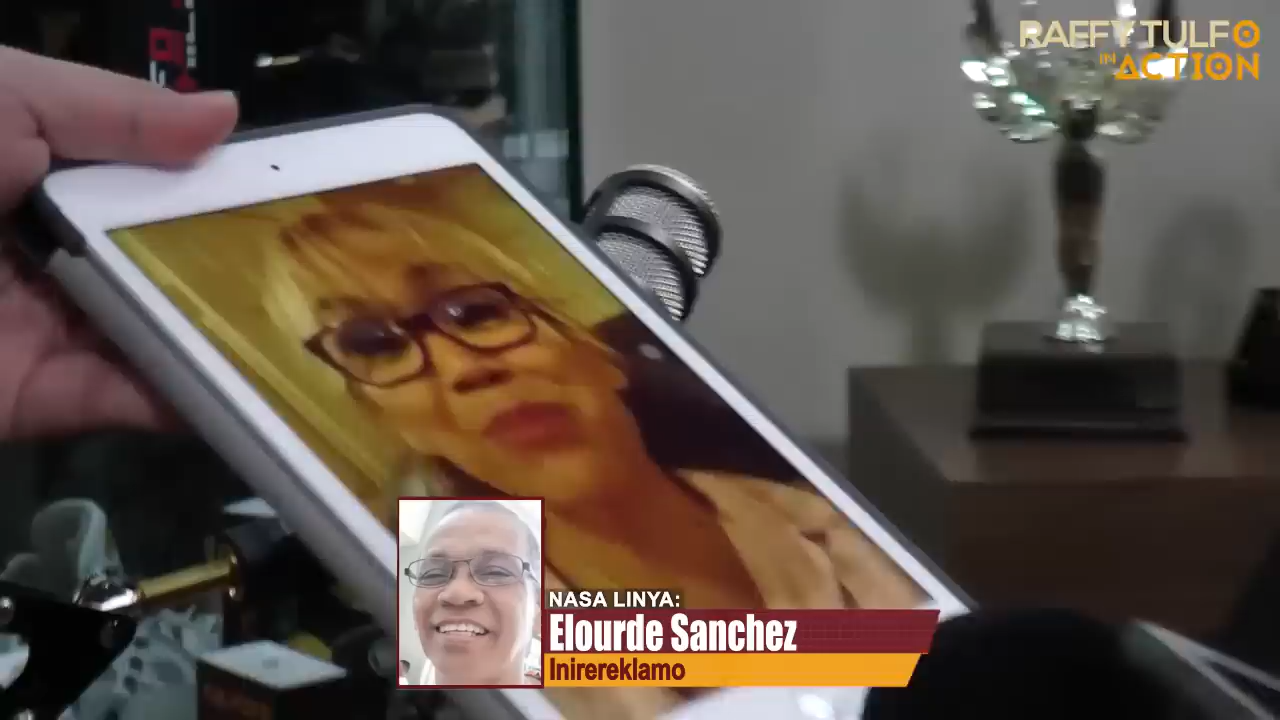 RAFFY TULFO
IN ACTION
NASA LINYA:
Elourde Sanchez
Inirereklamo